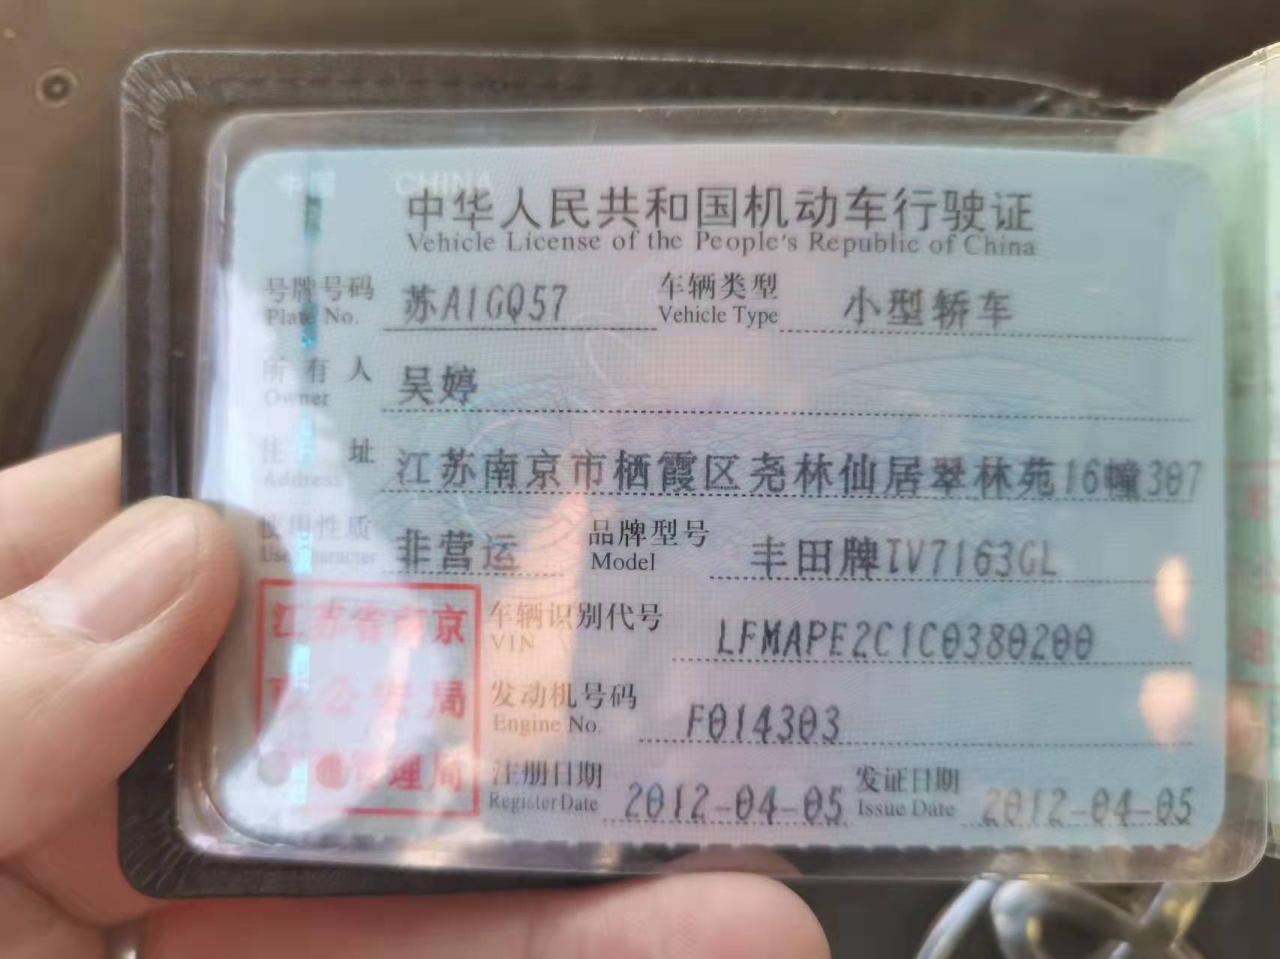 中国 CHINA
中华人民共和国机动车行驶证
Vehicle License of the People's Republic of China
号牌号码 苏A1GQ57 车辆类型 小型轿车
Plate No. Vehicle Type
所有人 吴婷
Owner
住址 江苏南京市栖霞区尧林仙居翠林苑16幢307
Address
使用性质 非营运 品牌型号 丰田牌TV7163GL
Use Character Model
江苏省南京 车辆识别代号 LFMAPE2C1C0380200
VIN
公安局 发动机号码 F014303
Engine No.
管理局 注册日期 2012-04-05 发证日期 2012-04-05
Register Date Issue Date